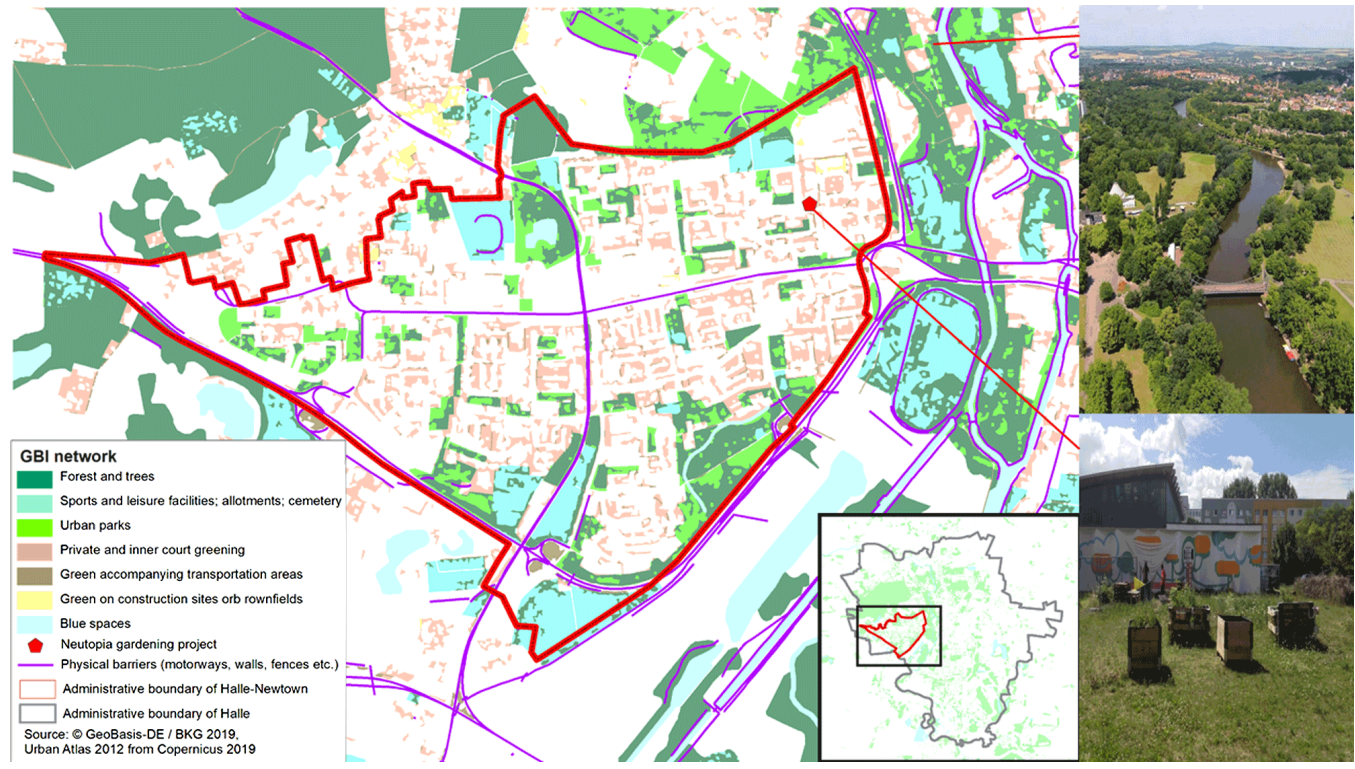 GBI network
Forest and trees
Sports and leisure facilities; allotments; cemetery
Urban parks
Private and inner court greening
Green accompanying transportation areas
Green on construction sites orb rownfields
Blue spaces
Neutopia gardening project
Physical barriers (motorways, walls, fences etc.)
Administrative boundary of Halle-Newtown
Administrative boundary of Halle
Source: © GeoBasis-DE / BKG 2019,
Urban Atlas 2012 from Copernicus 2019